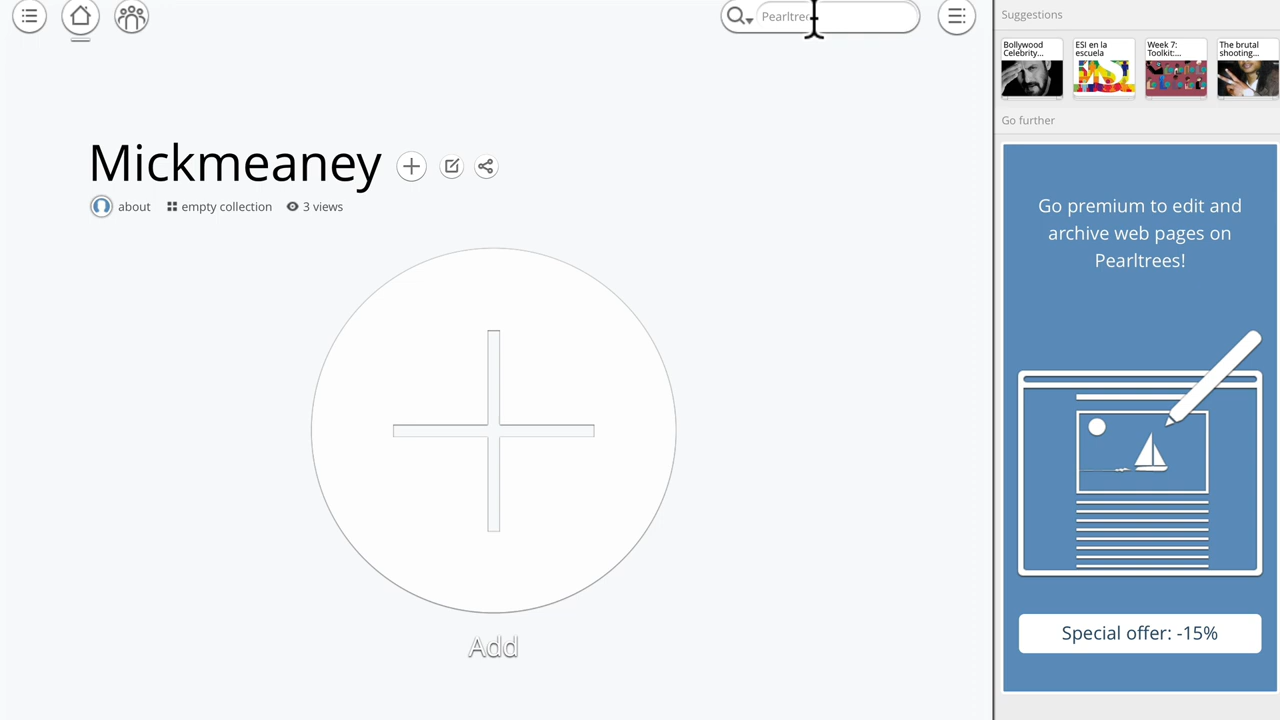 Suggestions
Bollywood
Celebrity...
ESI en la
escuela
Week 7:
Toolkit:...
The brutal
shooting...
Go further
Mickmeaney
about
empty collection
3 views
Go premium to edit and
archive web pages on
Pearltrees!
Add
Special offer: -15%